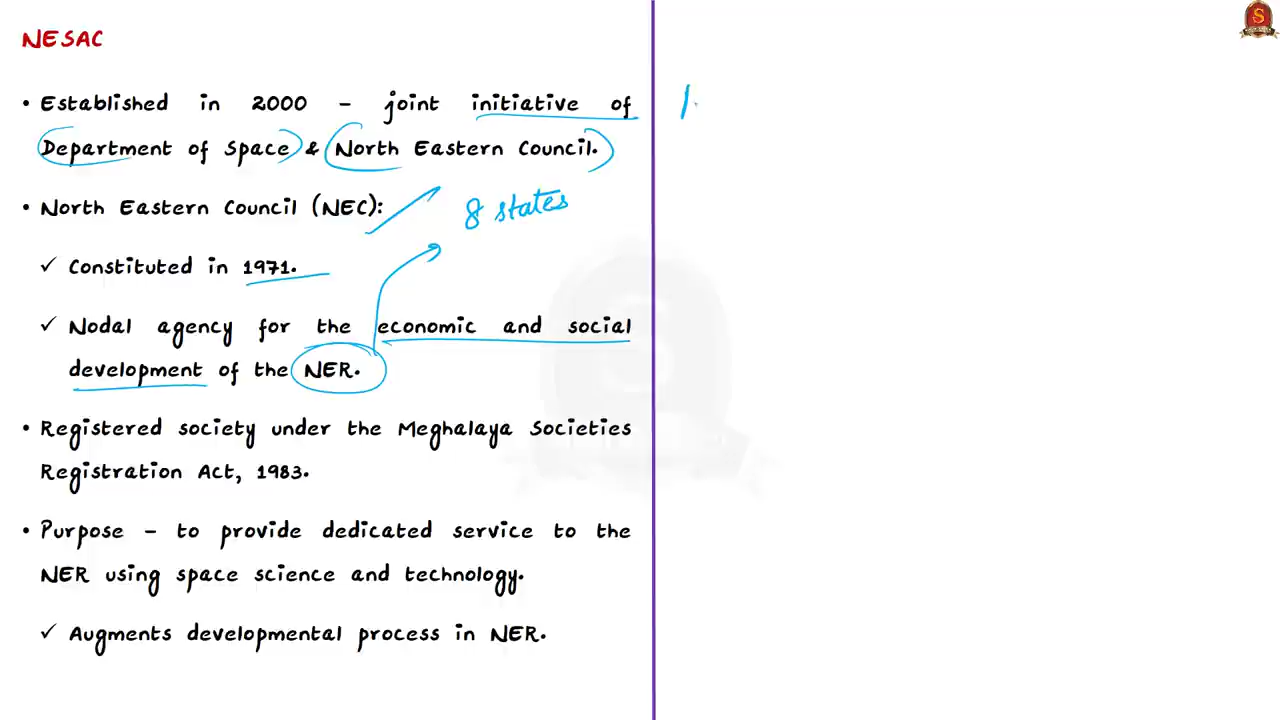 NESAC
• Established in 2000 – joint initiative of
Department of Space & North Eastern Council.
• North Eastern Council (NEC):
8 states
✓ Constituted in 1971.
✓ Nodal agency for the economic and social
development of the NER.
• Registered society under the Meghalaya Societies
Registration Act, 1983.
• Purpose – to provide dedicated service to the
NER using space science and technology.
✓ Augments developmental process in NER.